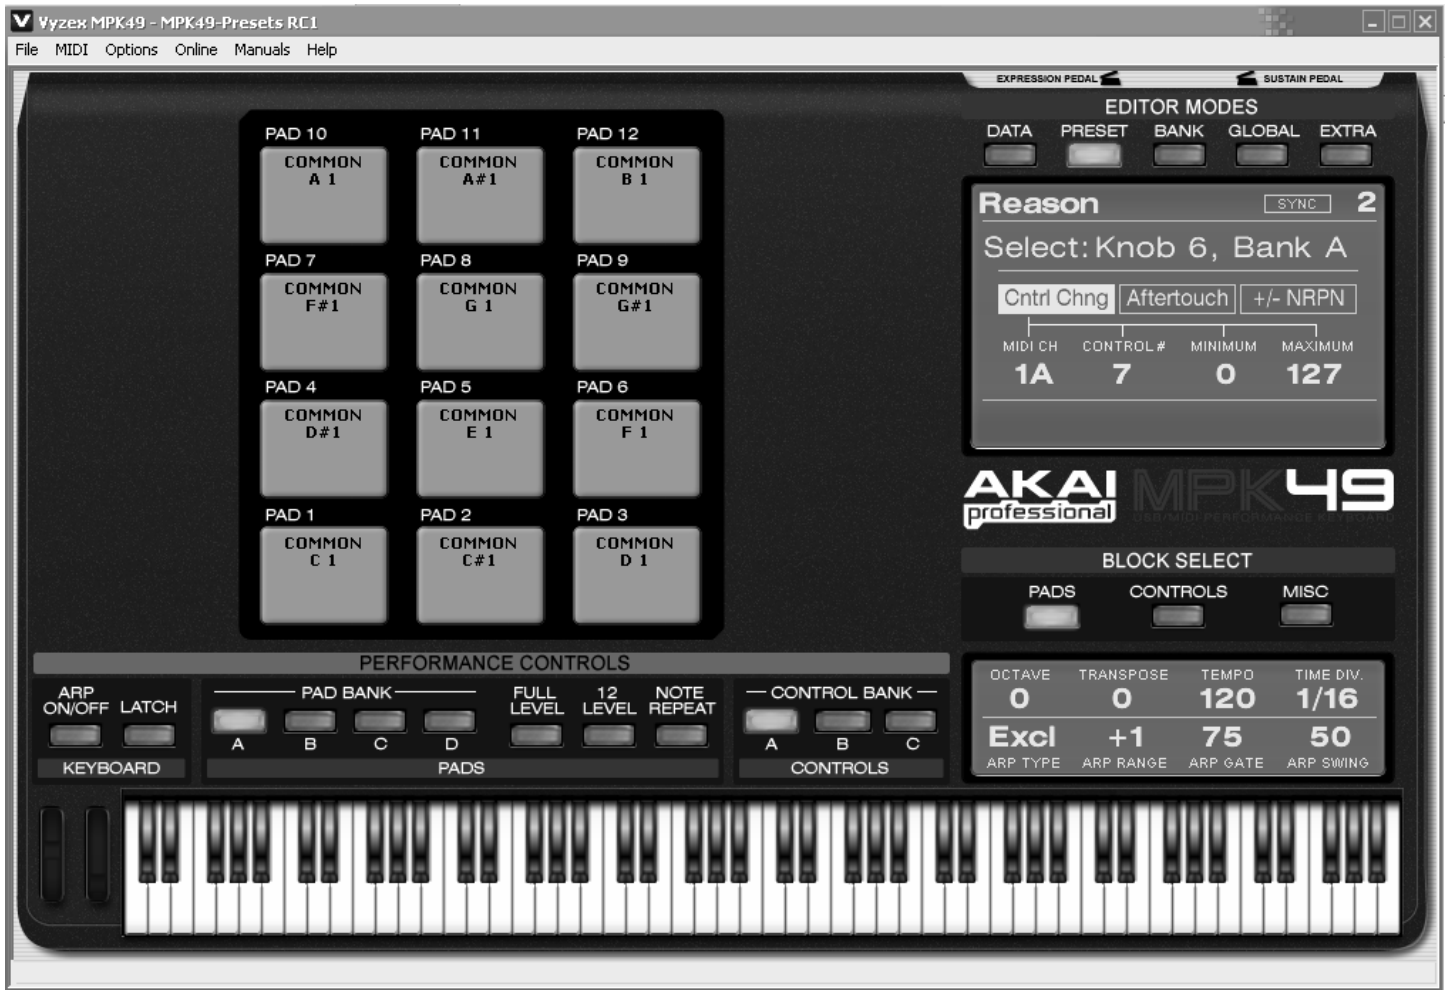 Vyzex MPK49 - MPK49-Presets RC1
File MIDI Options Online Manuals Help
EXPRESSION PEDAL SUSTAIN PEDAL
EDITOR MODES
DATA PRESET BANK GLOBAL EXTRA
PAD 10 PAD 11 PAD 12
COMMON COMMON COMMON
A 1 A#1 B 1
Reason SYNC 2
Select: Knob 6, Bank A
PAD 7 PAD 8 PAD 9
COMMON COMMON COMMON
F#1 G 1 G#1
Cntrl Chng Aftertouch +/- NRPN
MIDI CH CONTROL# MINIMUM MAXIMUM
1A 7 0 127
PAD 4 PAD 5 PAD 6
COMMON COMMON COMMON
D#1 E 1 F 1
AKAI MPK49
professional USB/MIDI PERFORMANCE KEYBOARD
PAD 1 PAD 2 PAD 3
COMMON COMMON COMMON
C 1 C#1 D 1
BLOCK SELECT
PADS CONTROLS MISC
PERFORMANCE CONTROLS
ARP ON/OFF LATCH PAD BANK FULL LEVEL 12 LEVEL NOTE REPEAT CONTROL BANK
A B C D A B C
KEYBOARD PADS CONTROLS
OCTAVE TRANSPOSE TEMPO TIME DIV.
0 0 120 1/16
Excl +1 75 50
ARP TYPE ARP RANGE ARP GATE ARP SWING